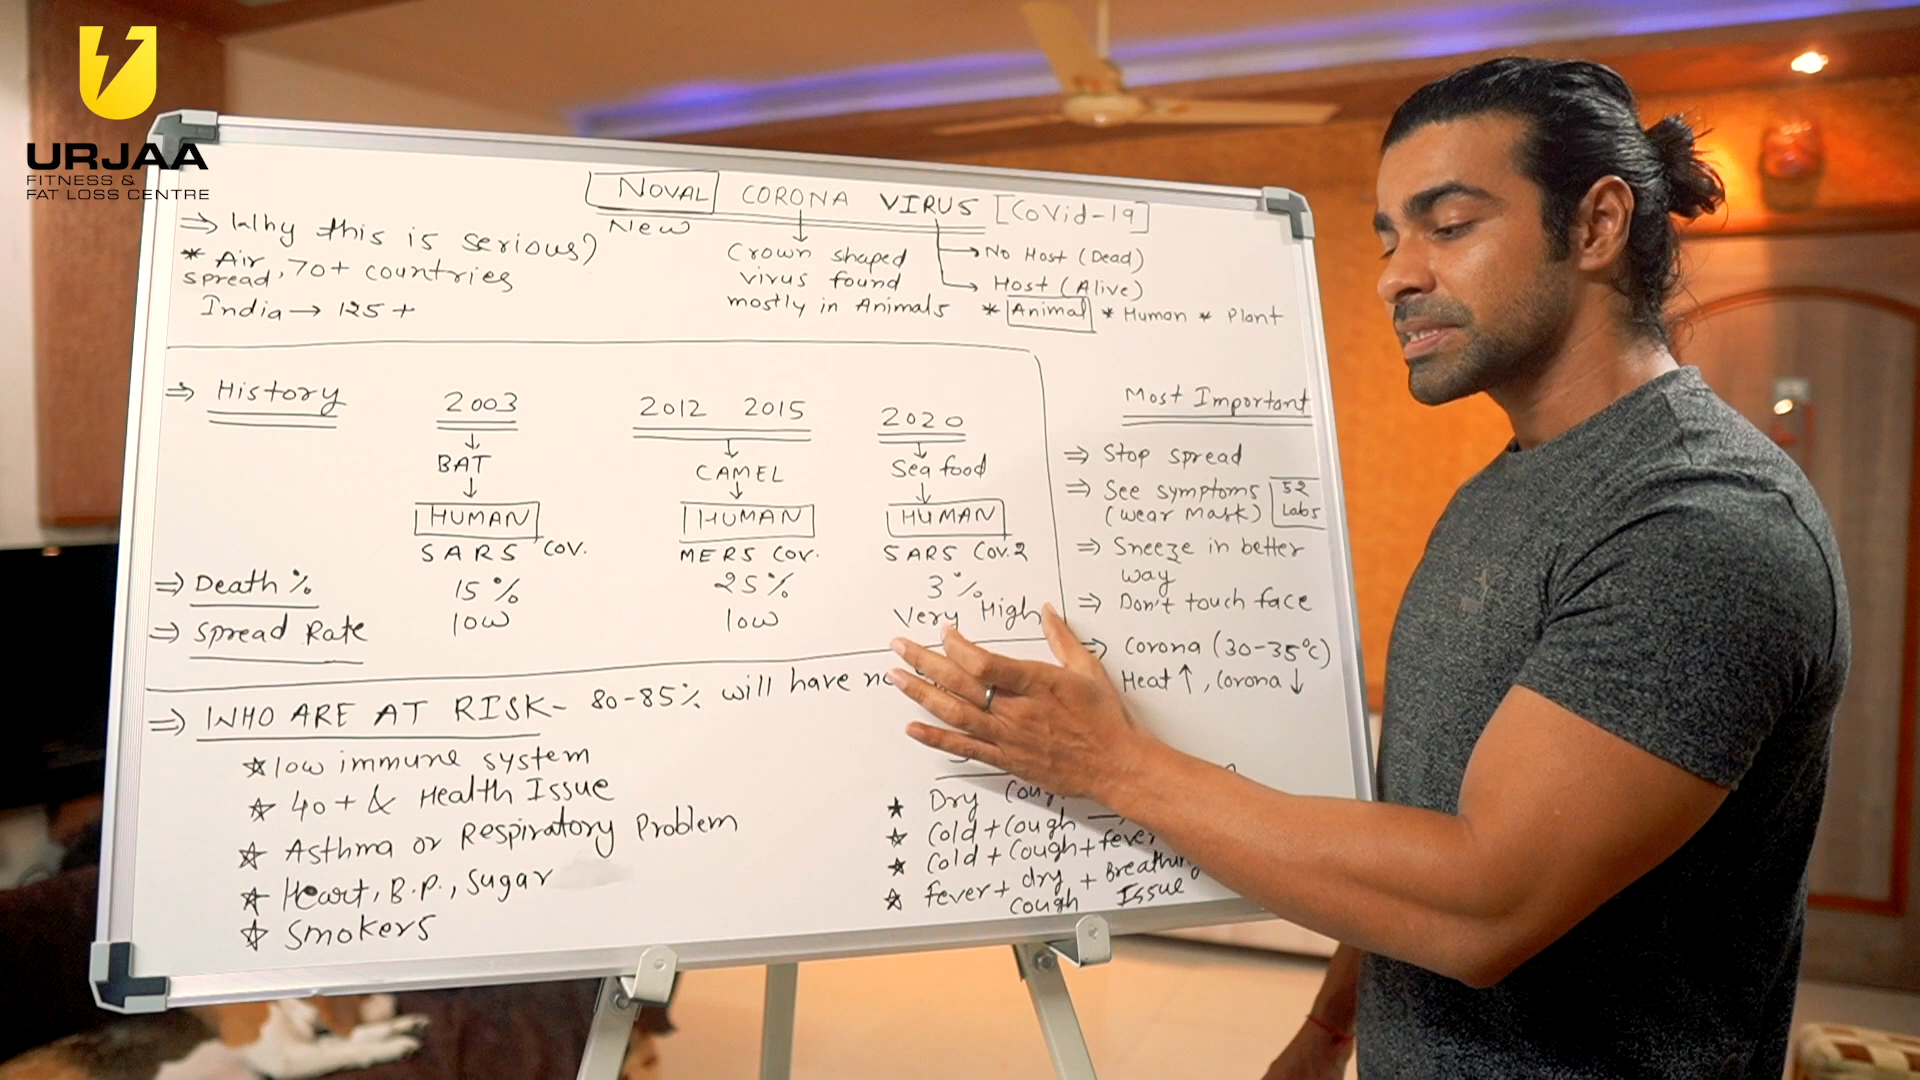 URJAA
FITNESS &
FAT LOSS CENTRE
NOVAL CORONA VIRUS [Covid-19]
New
Crown shaped
virus found
mostly in Animals
→ No Host (Dead)
→ Host (Alive)
* Animal * Human * Plant
⇒ Why this is serious?
* Air spread, 70+ countries
India → 125+
⇒ History
2003
↓
BAT
↓
HUMAN
SARS COV.
2012 2015
↓
CAMEL
↓
HUMAN
MERS COV.
2020
↓
Sea food
↓
HUMAN
SARS COV.2
⇒ Death % 15% 25% 3%
⇒ Spread Rate low low Very High
Most Important
⇒ Stop spread
⇒ See symptoms
(wear mask)
52
Labs
⇒ Sneeze in better
way
⇒ Don't touch face
⇒ Corona (30-35°C)
Heat ↑, Corona ↓
⇒ WHO ARE AT RISK - 80-85% will have
☆ low immune system
☆ 40+ & Health Issue
☆ Asthma or Respiratory Problem
☆ Heart, B.P., Sugar
☆ Smokers
★ Dry
☆ Cold + Cough →
★ Cold + Cough + fever
☆ Fever + dry cough + Breathing Issue